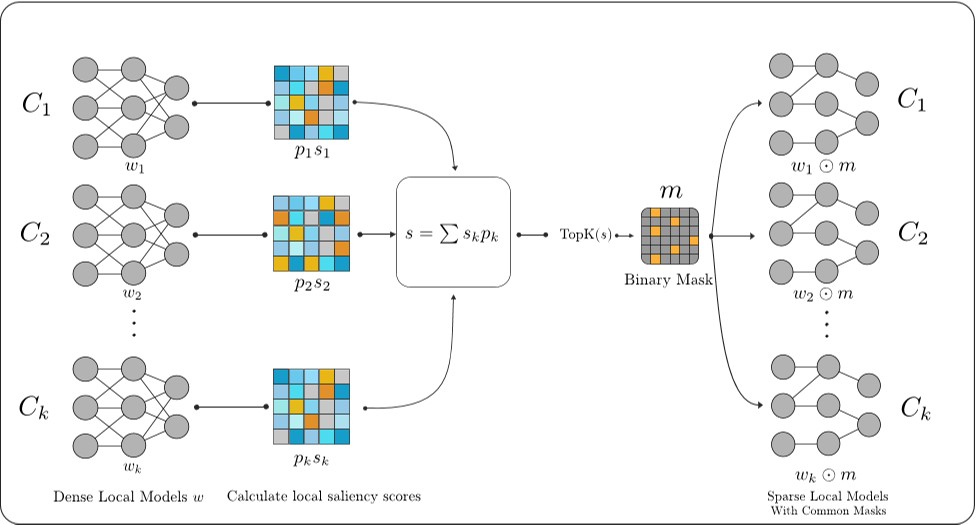 C₁
w₁
p₁s₁
C₂
w₂
p₂s₂
Cₖ
wₖ
pₖsₖ
s = ∑ sₖpₖ
TopK(s)
m
Binary Mask
C₁
w₁ ⊙ m
C₂
w₂ ⊙ m
Cₖ
wₖ ⊙ m
Dense Local Models w
Calculate local saliency scores
Sparse Local Models
With Common Masks